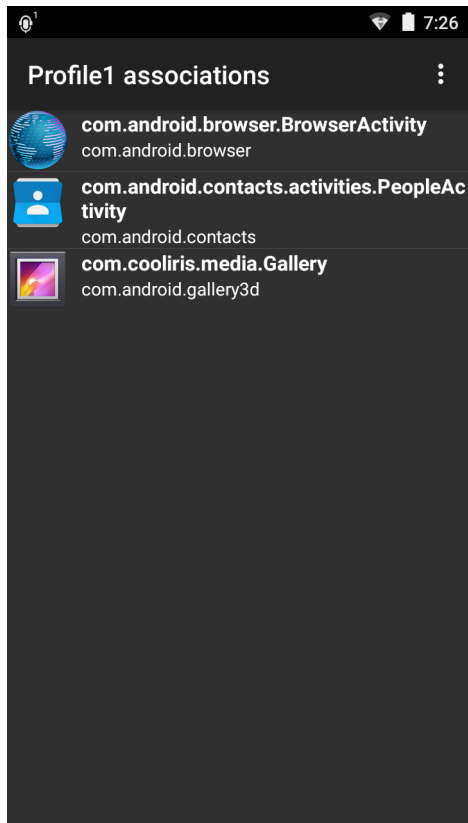 1
7:26
Profile1 associations
com.android.browser.BrowserActivity
com.android.browser
com.android.contacts.activities.PeopleAc
tivity
com.android.contacts
com.cooliris.media.Gallery
com.android.gallery3d